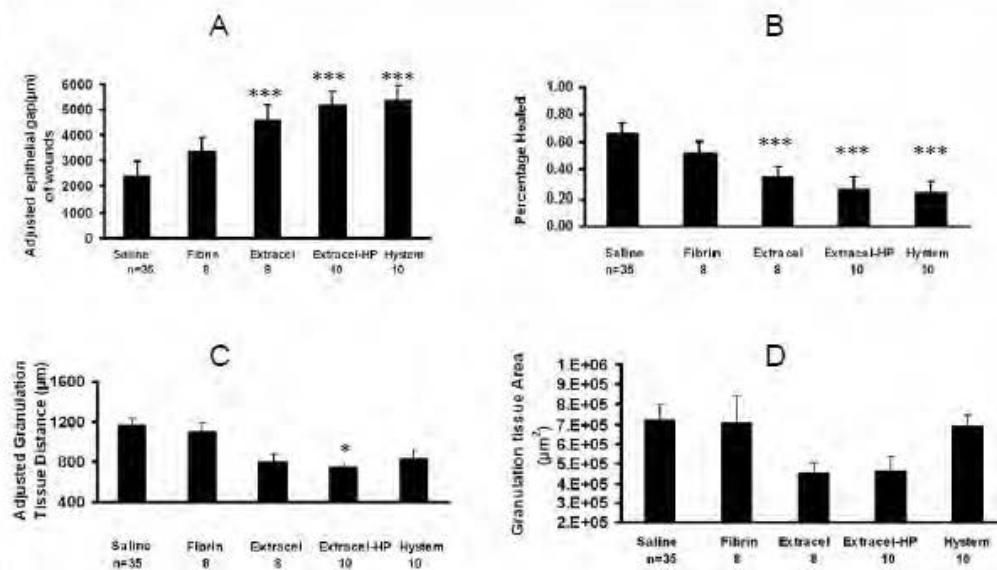 A
Adjusted epithelial gap(µm)
of wounds
6000
5000
4000
3000
2000
1000
0
***
***
***
Saline
Fibrin
Extracel
Extracel-HP
Hystem
n=35
8
8
10
10
B
Percentage Healed
1.00
0.80
0.60
0.40
0.20
0.00
***
***
***
Saline
Fibrin
Extracel
Extracel-HP
Hystem
n=35
8
8
10
10
C
Adjusted Granulation
Tissue Distance (µm)
1600
1200
800
400
*
Saline
Fibrin
Extracel
Extracel-HP
Hystem
n=35
8
8
10
10
D
Granulation tissue Area
(µm²)
1.E+06
9.E+05
8.E+05
7.E+05
6.E+05
5.E+05
4.E+05
3.E+05
2.E+05
Saline
Fibrin
Extracel
Extracel-HP
Hystem
n=35
8
8
10
10